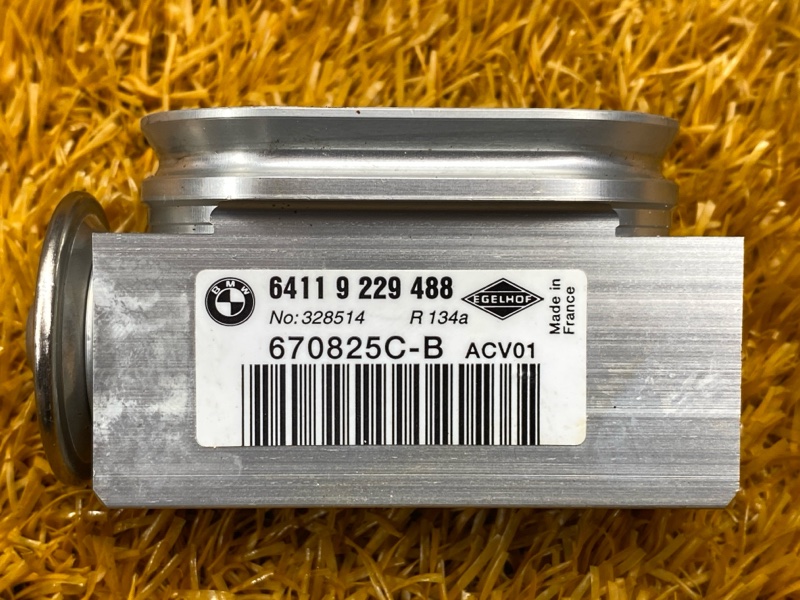 BMW
6411 9 229 488
EGELHOF
No: 328514 R 134a
670825C-B ACV01
Made in
France